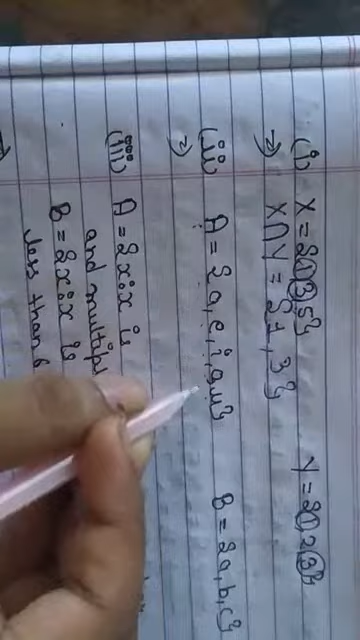 (i) X = {1,3,5} Y = {1,2,3}
⇒ X∩Y = {1,3}
(ii) A = {a,e,i,o,u} B = {a,b,c}
⇒
(iii) A = {x:x is
and multipl
B = {x:x is
less than 6